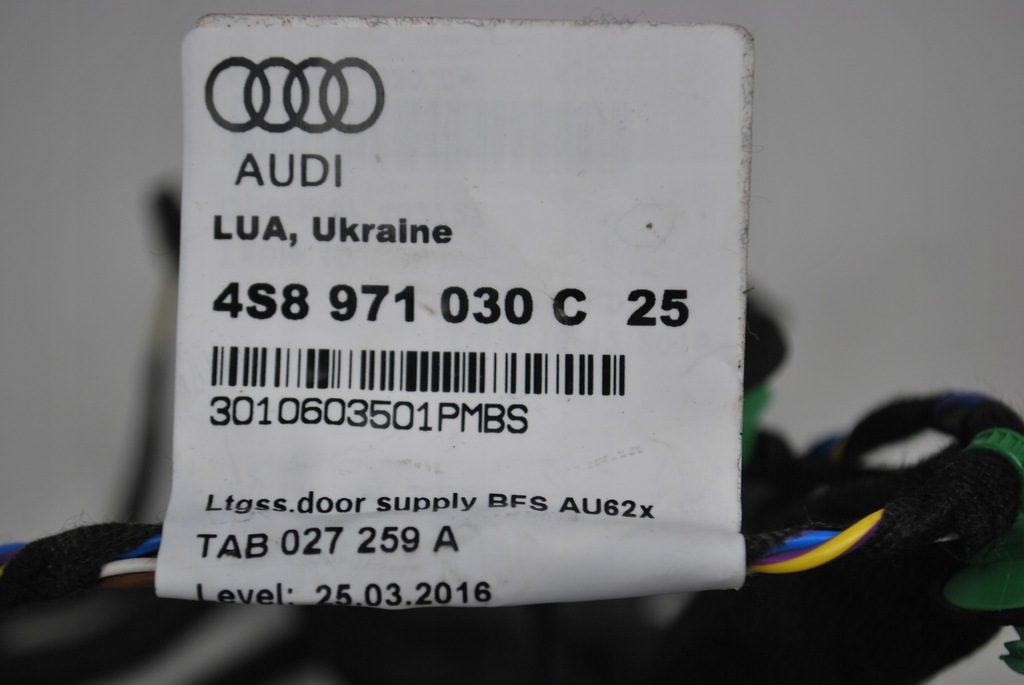 AUDI
LUA, Ukraine
4S8 971 030 C 25
3010603501PMBS
Ltgss.door supply BFS AU62x
TAB 027 259 A
Level: 25.03.2016